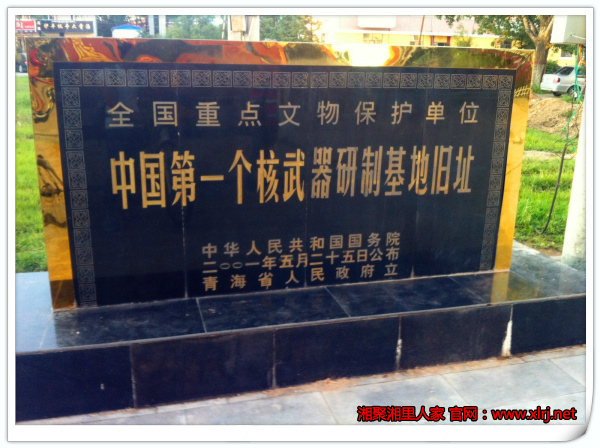 全国重点文物保护单位
中国第一个核武器研制基地旧址
中华人民共和国国务院
二〇〇一年五月二十五日公布
青海省人民政府立
湘聚湘里人家 官网：www.xlrj.net